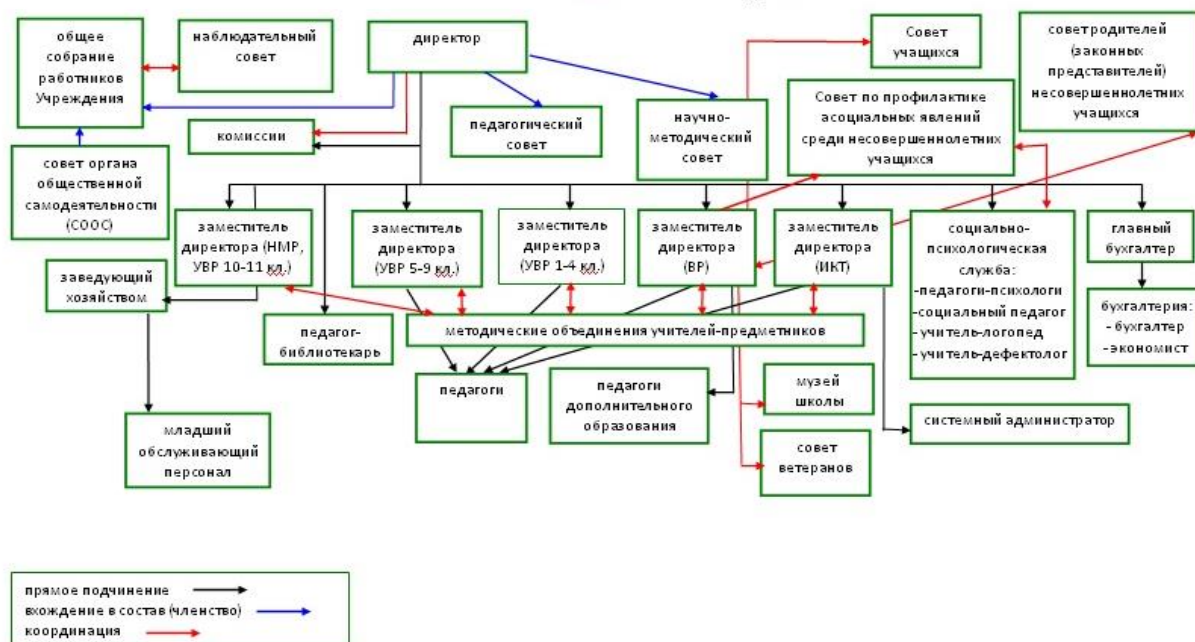 общее
собрание
работников
Учреждения
наблюдательный
совет
директор
Совет
учащихся
совет родителей
(законных
представителей)
несовершеннолетних
учащихся
комиссии
педагогический
совет
научно-
методический
совет
Совет по профилактике
асоциальных явлений
среди несовершеннолетних
учащихся
совет органа
общественной
самодеятельности
(СООС)
заместитель
директора (НМР,
УВР 10-11 кл.)
заместитель
директора
(УВР 5-9 кл.)
заместитель
директора
(УВР 1-4 кл.)
заместитель
директора
(ВР)
заместитель
директора
(ИКТ)
социально-
психологическая
служба:
-педагоги-психологи
-социальный педагог
-учитель-логопед
-учитель-дефектолог
главный
бухгалтер
заведующий
хозяйством
педагог-
библиотекарь
методические объединения учителей-предметников
бухгалтерия:
- бухгалтер
-экономист
педагоги
педагоги
дополнительного
образования
музей
школы
системный администратор
младший
обслуживающий
персонал
совет
ветеранов
прямое подчинение
вхождение в состав (членство)
координация